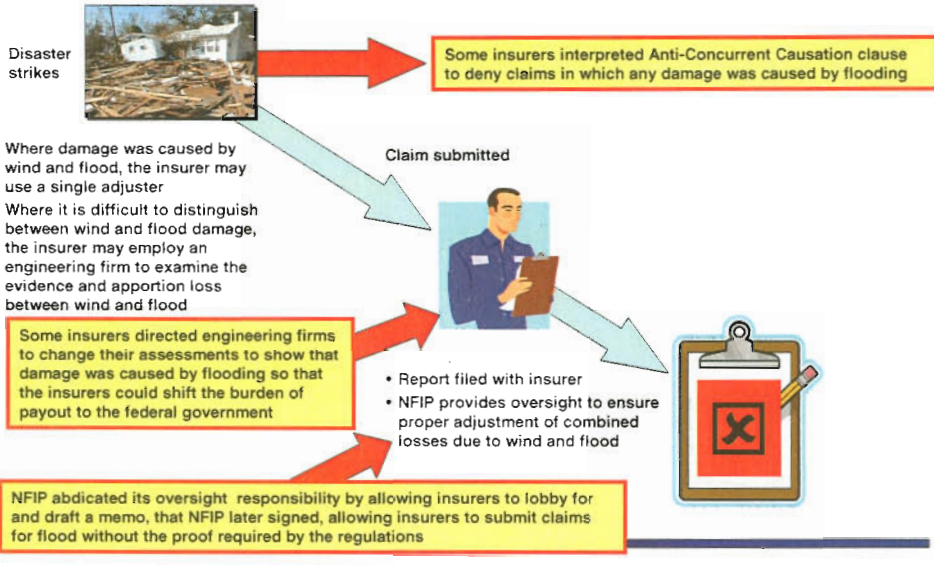 Disaster
strikes
Some insurers interpreted Anti-Concurrent Causation clause
to deny claims in which any damage was caused by flooding
Where damage was caused by
wind and flood, the insurer may
use a single adjuster
Where it is difficult to distinguish
between wind and flood damage,
the insurer may employ an
engineering firm to examine the
evidence and apportion loss
between wind and flood
Claim submitted
Some insurers directed engineering firms
to change their assessments to show that
damage was caused by flooding so that
the insurers could shift the burden of
payout to the federal government
• Report filed with insurer
• NFIP provides oversight to ensure
proper adjustment of combined
losses due to wind and flood
NFIP abdicated its oversight responsibility by allowing insurers to lobby for
and draft a memo, that NFIP later signed, allowing insurers to submit claims
for flood without the proof required by the regulations